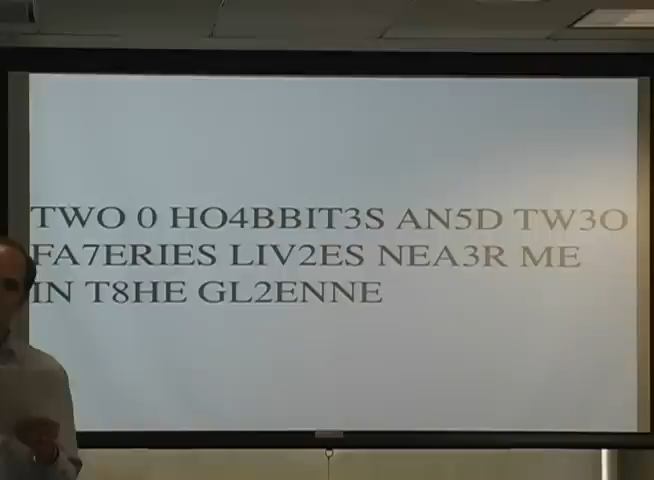 TWO 0 HO4BBIT3S AN5D TW3O
FA7ERIES LIV2ES NEA3R ME
IN T8HE GL2ENNE